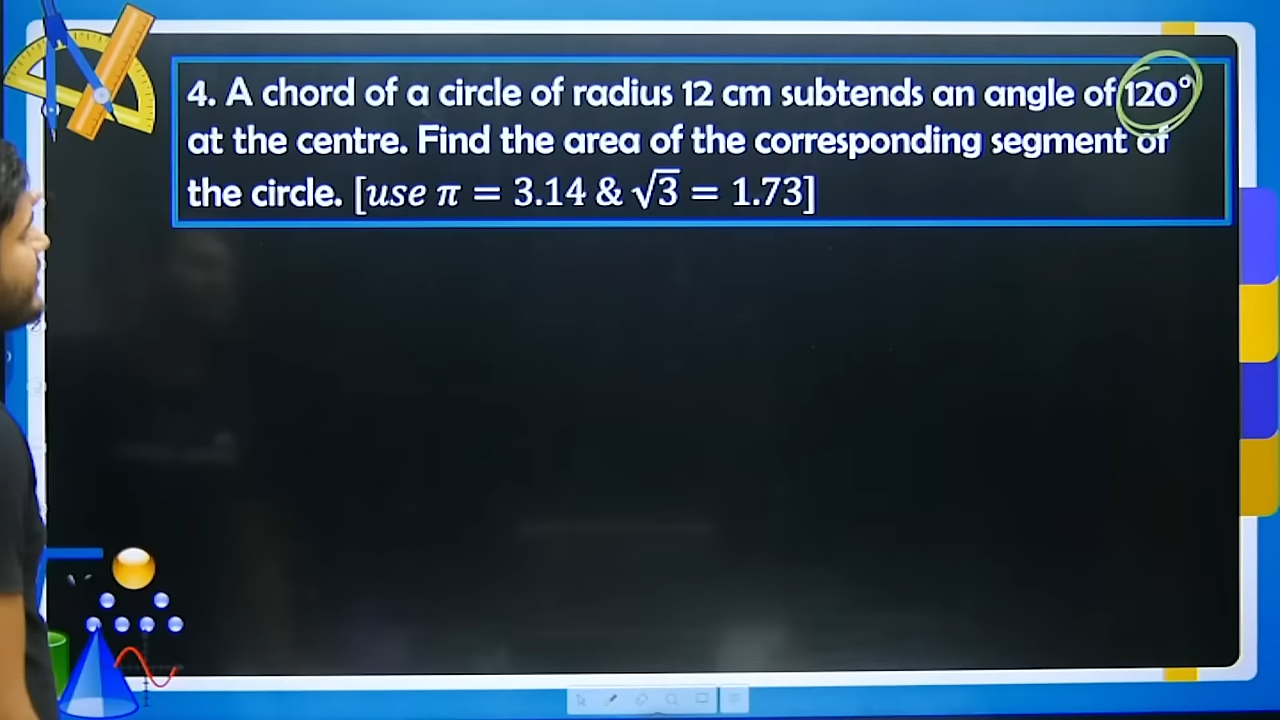 4. A chord of a circle of radius 12 cm subtends an angle of 120°
at the centre. Find the area of the corresponding segment of
the circle. [use π = 3.14 & √3 = 1.73]